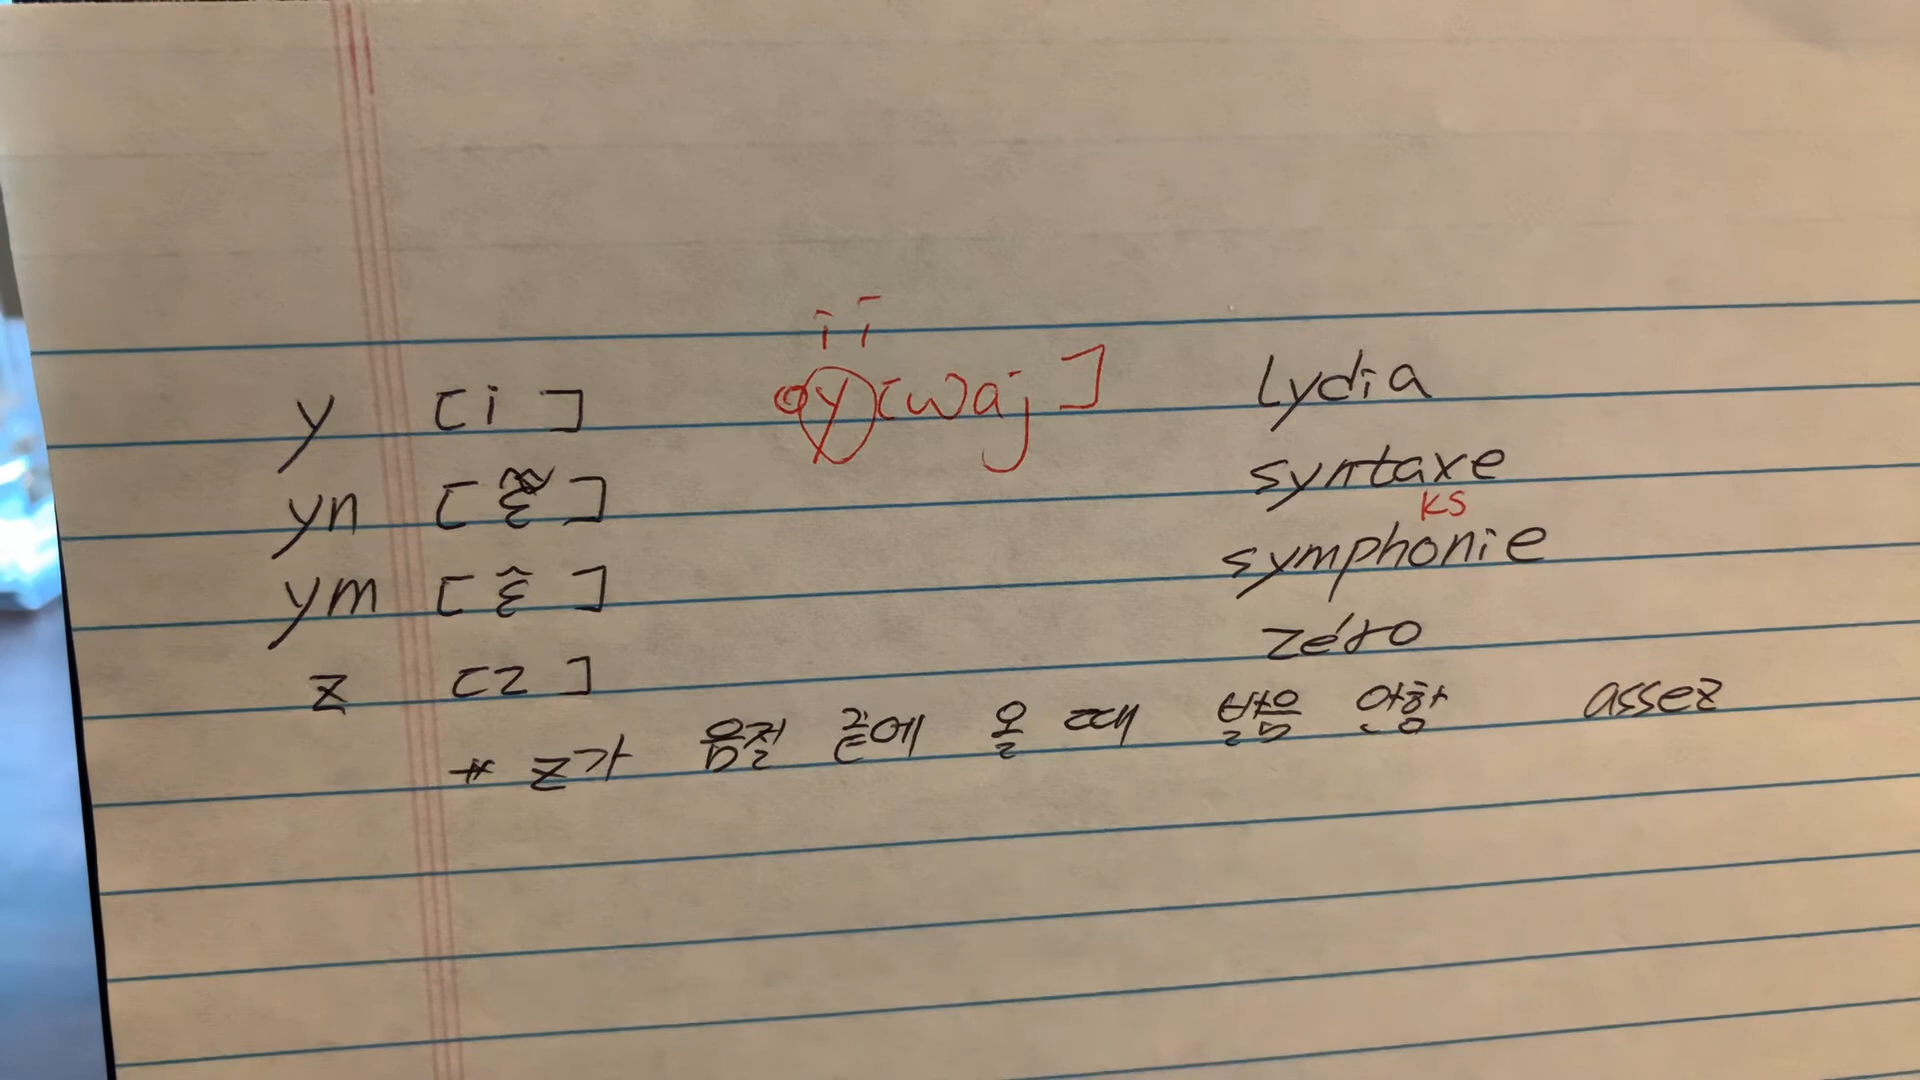 i i
y [i] oy [waj] Lydia
yn [ɛ̃] syntaxe
ks
ym [ɛ̃] symphonie
z [z] zéro
* z가 음절 끝에 올 때 발음 안함 assez